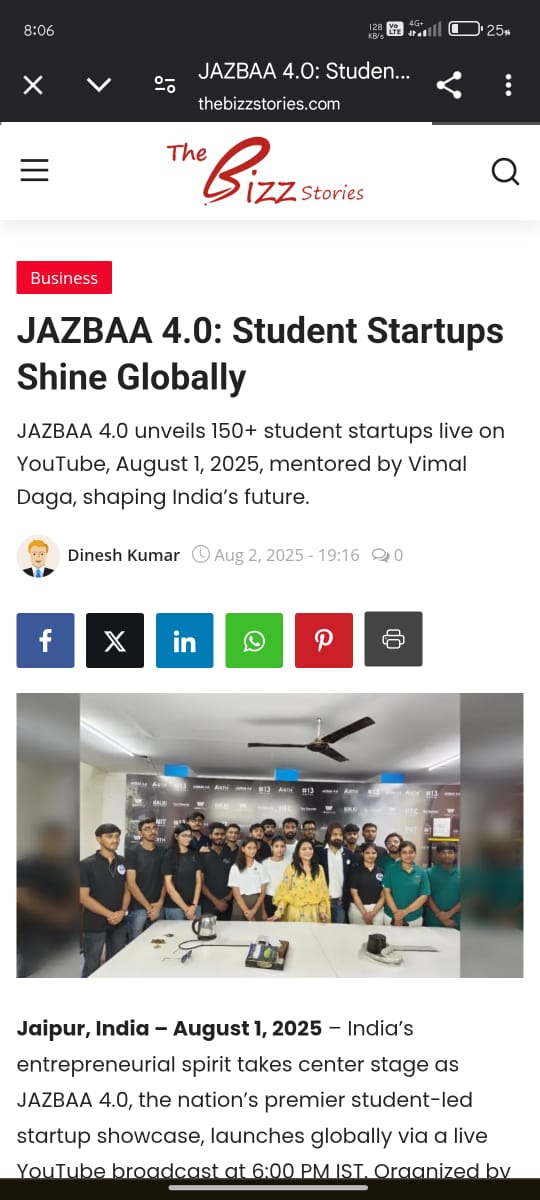 8:06
128 KB/s
Vo LTE
4G+
25%
JAZBAA 4.0: Studen...
thebizzstories.com
The Bizz Stories
Business
JAZBAA 4.0: Student Startups
Shine Globally
JAZBAA 4.0 unveils 150+ student startups live on
YouTube, August 1, 2025, mentored by Vimal
Daga, shaping India’s future.
Dinesh Kumar Aug 2, 2025 - 19:16 0
Jaipur, India – August 1, 2025 – India’s
entrepreneurial spirit takes center stage as
JAZBAA 4.0, the nation’s premier student-led
startup showcase, launches globally via a live
YouTube broadcast at 6:00 PM IST. Organized by